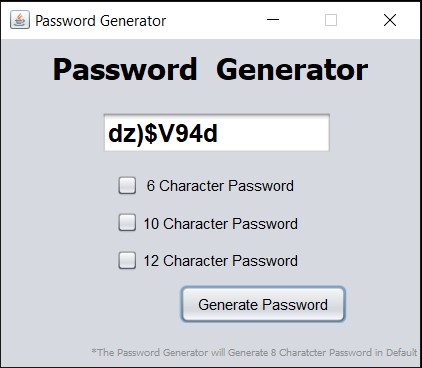 Password Generator
Password Generator
dz)$V94d
6 Character Password
10 Character Password
12 Character Password
Generate Password
*The Password Generator will Generate 8 Charatcter Password in Default